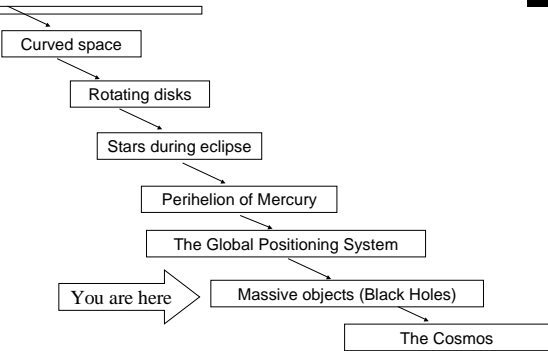 Curved space
Rotating disks
Stars during eclipse
Perihelion of Mercury
The Global Positioning System
You are here
Massive objects (Black Holes)
The Cosmos